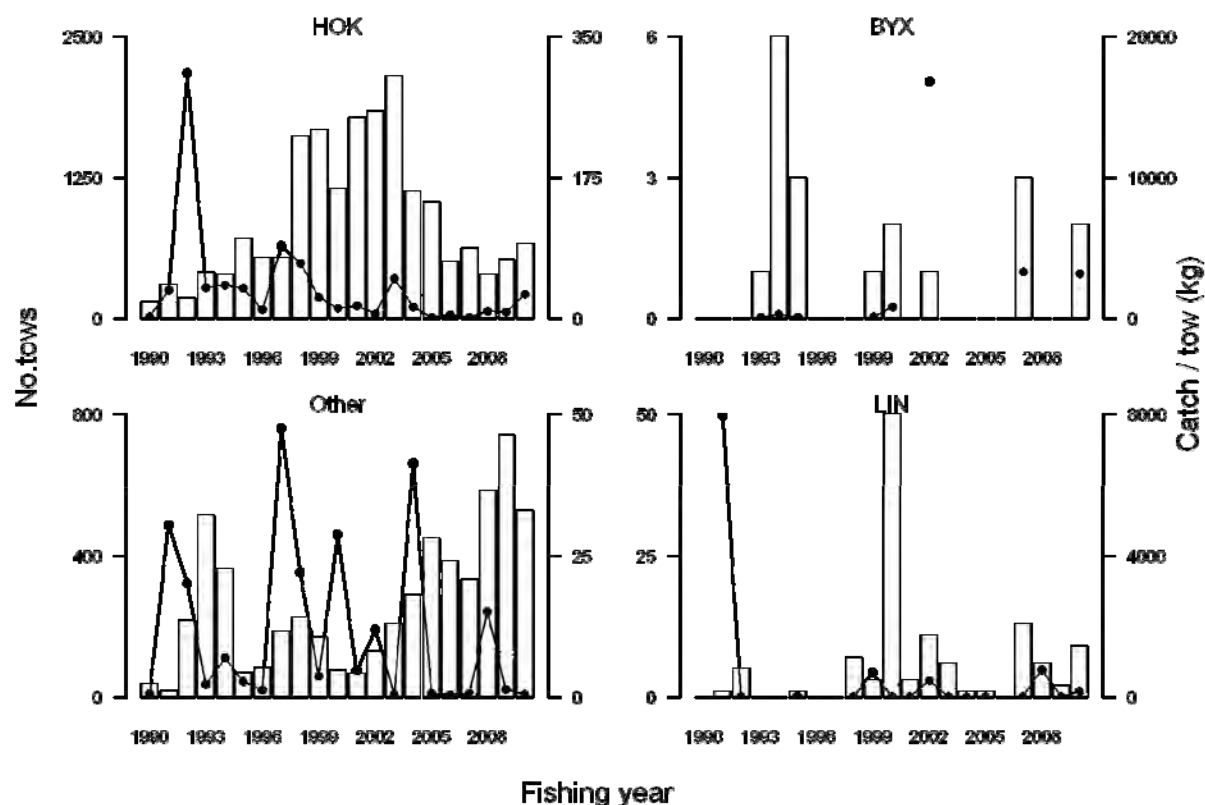 HOK BYX
2500 350 6 20000
1250 175 3 10000
0 0 0 0
1990 1993 1996 1999 2002 2005 2008 1990 1993 1996 1999 2002 2005 2008
No.tows
Catch / tow (kg)
Other LIN
800 50 50 8000
400 25 25 4000
0 0 0 0
1990 1993 1996 1999 2002 2005 2008 1990 1993 1996 1999 2002 2005 2008
Fishing year